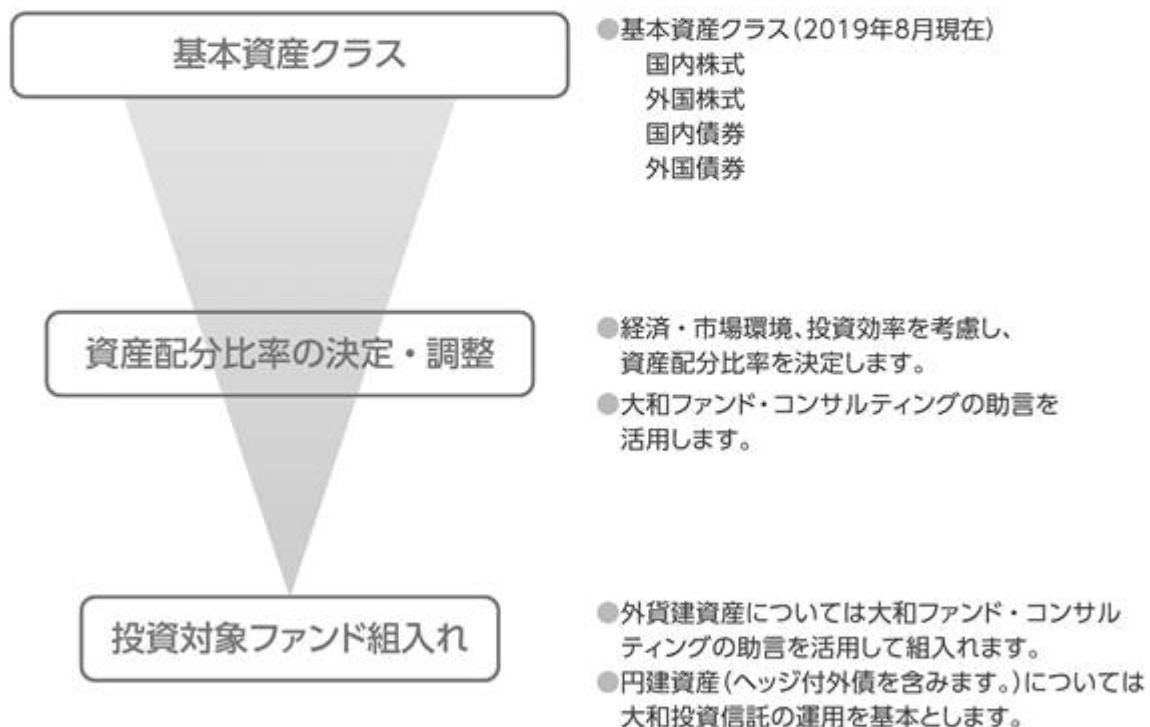 基本資産クラス
●基本資産クラス(2019年8月現在)
国内株式
外国株式
国内債券
外国債券
資産配分比率の決定・調整
●経済・市場環境、投資効率を考慮し、
資産配分比率を決定します。
●大和ファンド・コンサルティングの助言を
活用します。
投資対象ファンド組入れ
●外貨建資産については大和ファンド・コンサル
ティングの助言を活用して組入れます。
●円建資産(ヘッジ付外債を含みます。)については
大和投資信託の運用を基本とします。